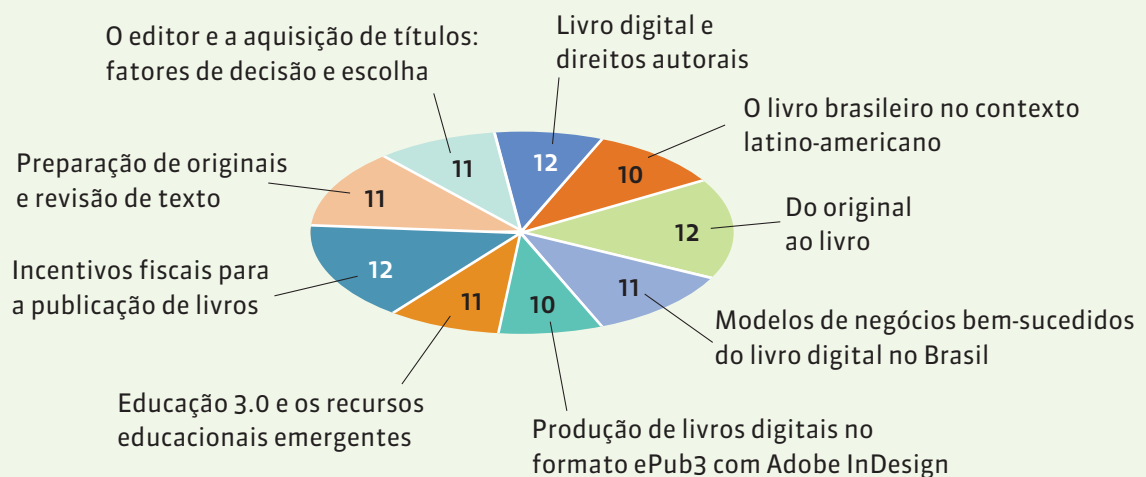 O editor e a aquisição de títulos:
fatores de decisão e escolha
Livro digital e
direitos autorais
O livro brasileiro no contexto
latino-americano
Preparação de originais
e revisão de texto
Do original
ao livro
Incentivos fiscais para
a publicação de livros
Modelos de negócios bem-sucedidos
do livro digital no Brasil
Educação 3.0 e os recursos
educacionais emergentes
Produção de livros digitais no
formato ePub3 com Adobe InDesign
11
12
10
11
12
12
11
11
10